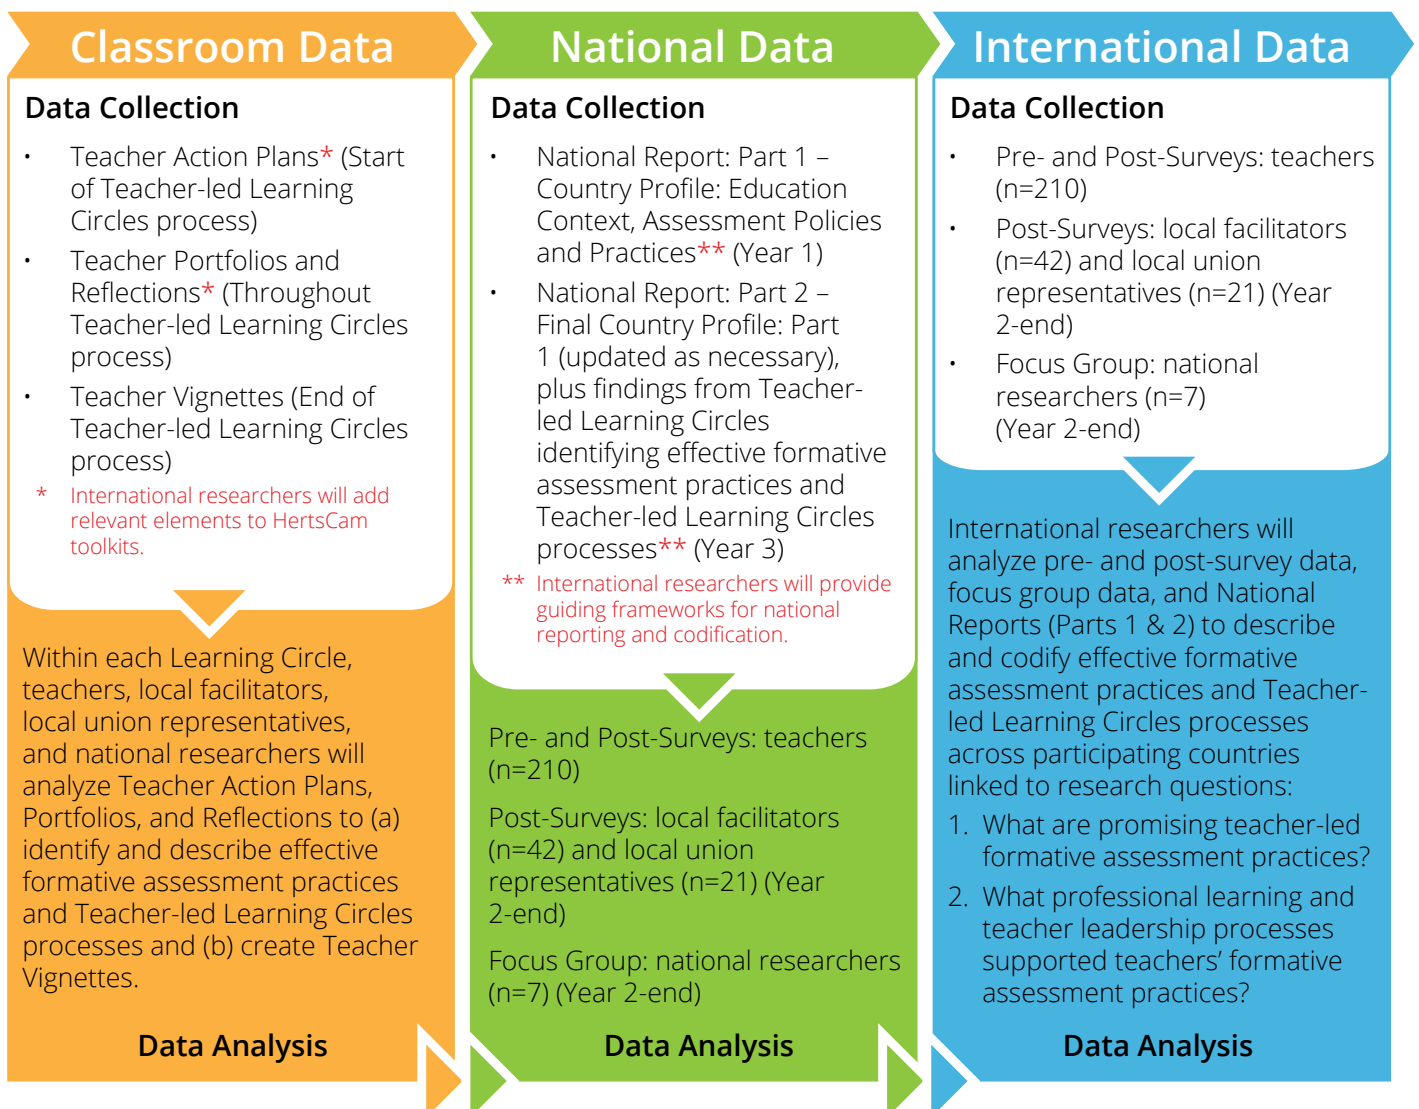 Classroom Data
Data Collection
• Teacher Action Plans* (Start
of Teacher-led Learning
Circles process)
• Teacher Portfolios and
Reflections* (Throughout
Teacher-led Learning Circles
process)
• Teacher Vignettes (End of
Teacher-led Learning Circles
process)
* International researchers will add
relevant elements to HertsCam
toolkits.
Within each Learning Circle,
teachers, local facilitators,
local union representatives,
and national researchers will
analyze Teacher Action Plans,
Portfolios, and Reflections to (a)
identify and describe effective
formative assessment practices
and Teacher-led Learning Circles
processes and (b) create Teacher
Vignettes.
Data Analysis
National Data
Data Collection
• National Report: Part 1 –
Country Profile: Education
Context, Assessment Policies
and Practices** (Year 1)
• National Report: Part 2 –
Final Country Profile: Part
1 (updated as necessary),
plus findings from Teacher-
led Learning Circles
identifying effective formative
assessment practices and
Teacher-led Learning Circles
processes** (Year 3)
** International researchers will provide
guiding frameworks for national
reporting and codification.
Pre- and Post-Surveys: teachers
(n=210)
Post-Surveys: local facilitators
(n=42) and local union
representatives (n=21) (Year
2-end)
Focus Group: national researchers
(n=7) (Year 2-end)
Data Analysis
International Data
Data Collection
• Pre- and Post-Surveys: teachers
(n=210)
• Post-Surveys: local facilitators
(n=42) and local union
representatives (n=21) (Year
2-end)
• Focus Group: national
researchers (n=7)
(Year 2-end)
International researchers will
analyze pre- and post-survey data,
focus group data, and National
Reports (Parts 1 & 2) to describe
and codify effective formative
assessment practices and Teacher-
led Learning Circles processes
across participating countries
linked to research questions:
1. What are promising teacher-led
formative assessment practices?
2. What professional learning and
teacher leadership processes
supported teachers’ formative
assessment practices?
Data Analysis